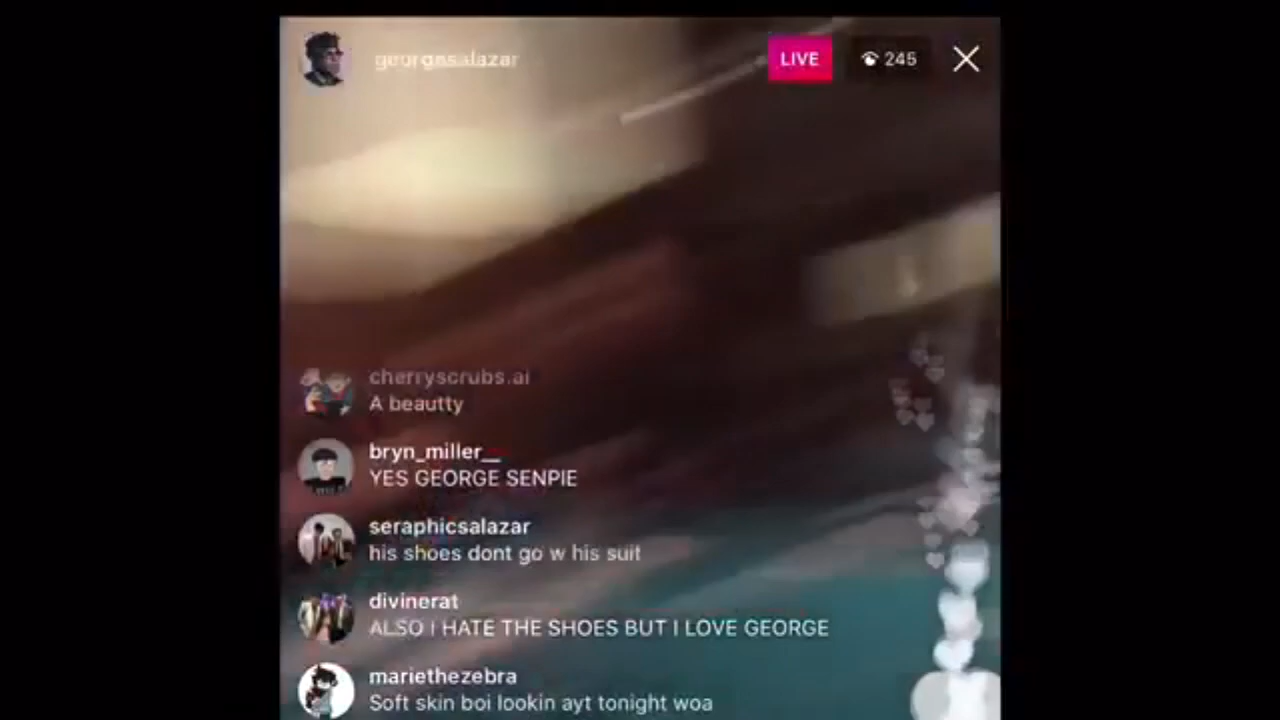 georgesalazar
LIVE
245
cherryscrubs.ai
A beautty
bryn_miller__
YES GEORGE SENPIE
seraphicsalazar
his shoes dont go w his suit
divinerat
ALSO I HATE THE SHOES BUT I LOVE GEORGE
mariethezebra
Soft skin boi lookin ayt tonight woa